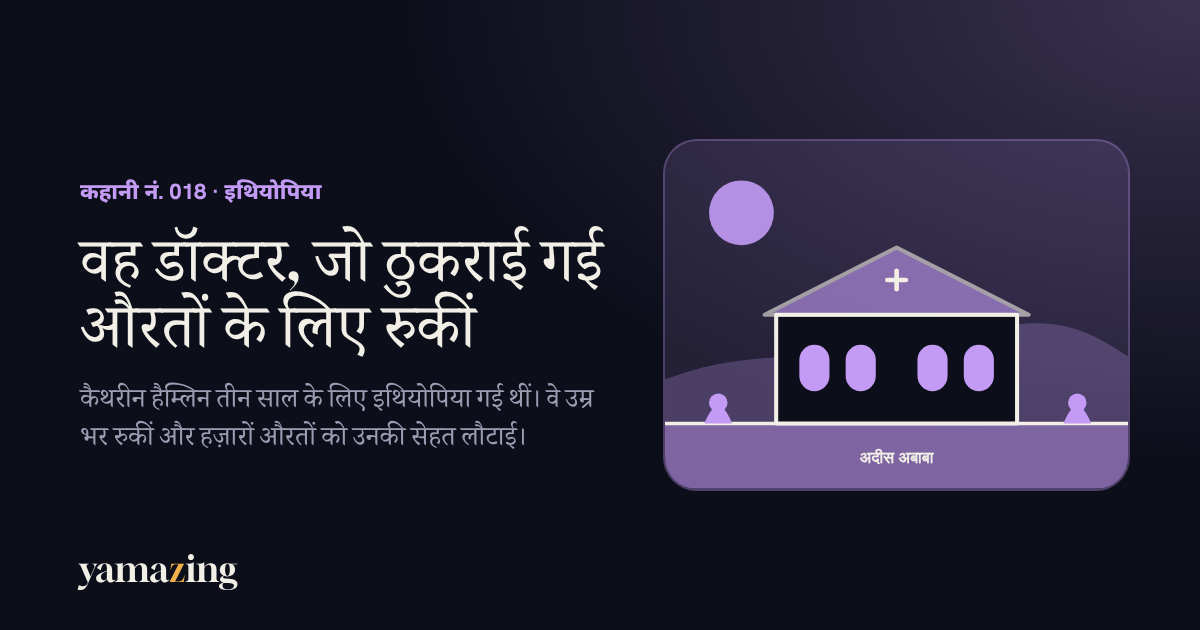 कहानी नं. 018 · इथियोपिया
वह डॉक्टर, जो ठुकराई गई
औरतों के लिए रुकीं
कैथरीन हैम्लिन तीन साल के लिए इथियोपिया गई थीं। वे उम्र
भर रुकीं और हज़ारों औरतों को उनकी सेहत लौटाई।
अदीस अबाबा
yamazing